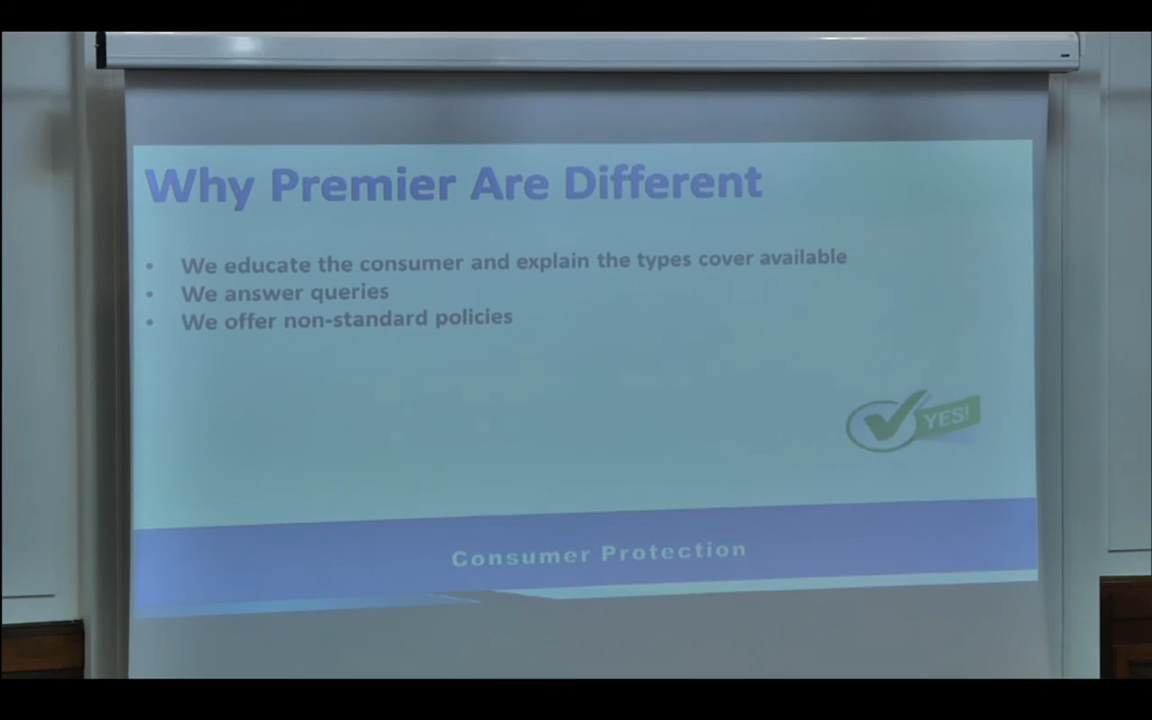 Why Premier Are Different
• We educate the consumer and explain the types cover available
• We answer queries
• We offer non-standard policies
YES!
Consumer Protection